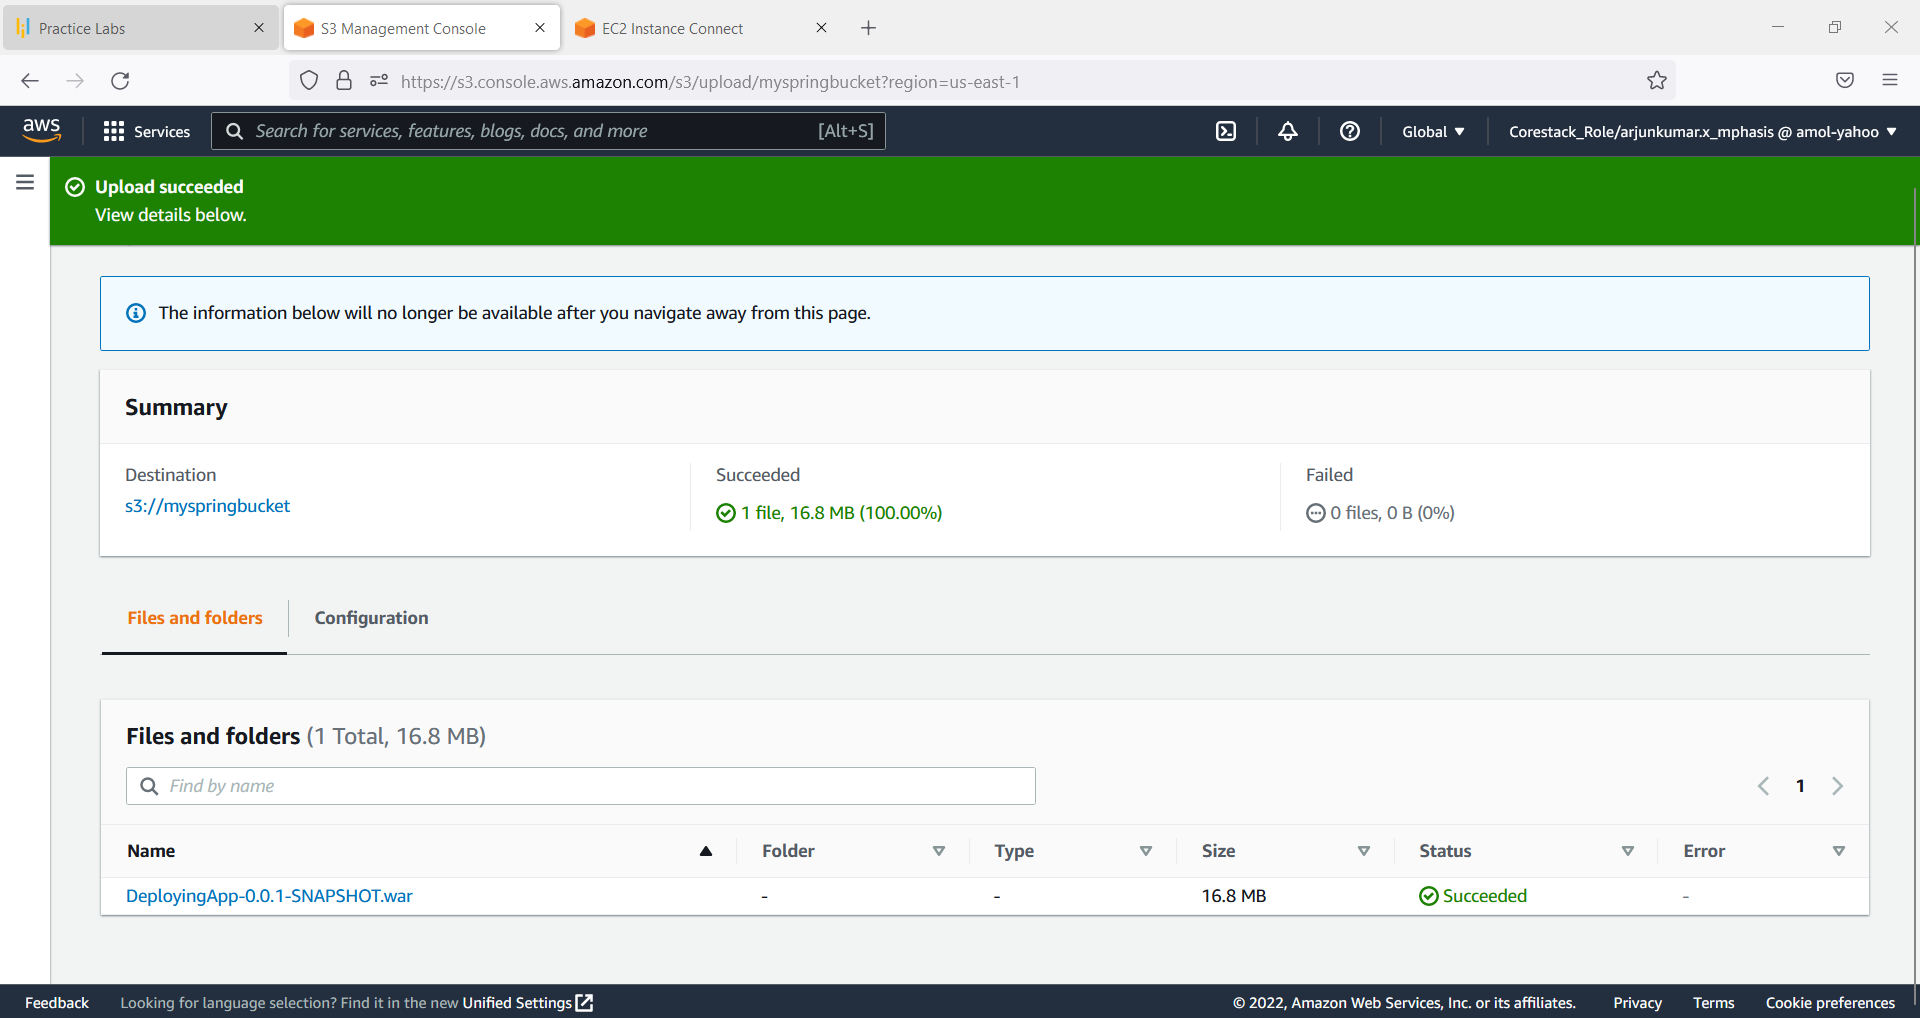 Practice Labs
S3 Management Console
EC2 Instance Connect
https://s3.console.aws.amazon.com/s3/upload/myspringbucket?region=us-east-1
aws
Services
Search for services, features, blogs, docs, and more
[Alt+S]
Global
Corestack_Role/arjunkumar.x_mphasis @ amol-yahoo
Upload succeeded
View details below.
The information below will no longer be available after you navigate away from this page.
Summary
Destination
s3://myspringbucket
Succeeded
1 file, 16.8 MB (100.00%)
Failed
0 files, 0 B (0%)
Files and folders
Configuration
Files and folders (1 Total, 16.8 MB)
Find by name
1
Name
Folder
Type
Size
Status
Error
DeployingApp-0.0.1-SNAPSHOT.war
-
-
16.8 MB
Succeeded
-
Feedback
Looking for language selection? Find it in the new Unified Settings
© 2022, Amazon Web Services, Inc. or its affiliates.
Privacy
Terms
Cookie preferences